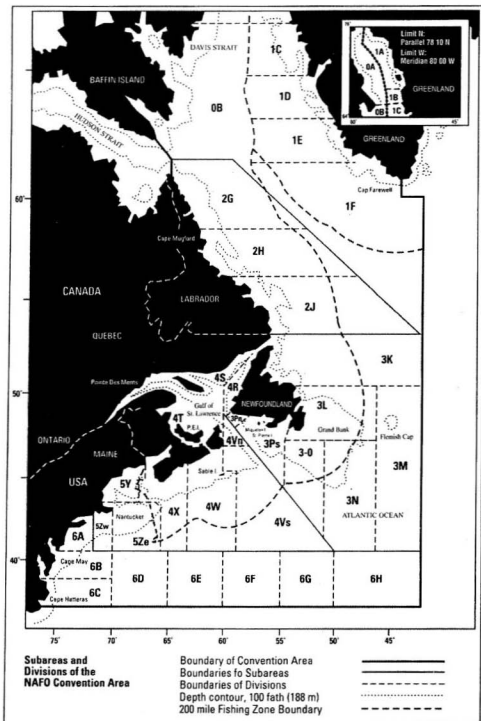 DAVIS STRAIT
BAFFIN ISLAND
HUDSON STRAIT
0B
1C
1D
1E
1F
70°
Limit N:
Parallel 78 10 N
Limit W:
Meridian 80 00 W
0A
1A
1B
1C
0B
GREENLAND
45°
GREENLAND
Cap Farewell
60°
2G
2H
2J
Cape Mugford
CANADA
LABRADOR
QUEBEC
3K
50°
Pointe Des Monts
4S
4R
Gulf of
St. Lawrence
NEWFOUNDLAND
3L
4T
P.E.I.
3Pn
Grand Bank
Flemish Cap
4Vn
3Ps
3-0
3M
ONTARIO
MAINE
Sable I
USA
5Y
3N
ATLANTIC OCEAN
Nantucket
4X
4W
4Vs
5Zw
5Ze
6A
40°
Cage May
6B
6C
6D
6E
6F
6G
6H
Cepe Hatteras
75° 70° 65° 60° 55° 50° 45°
Subareas and
Divisions of the
NAFO Convention Area
Boundary of Convention Area
Boundaries fo Subareas
Boundaries of Divisions
Depth contour, 100 fath (188 m)
200 mile Fishing Zone Boundary